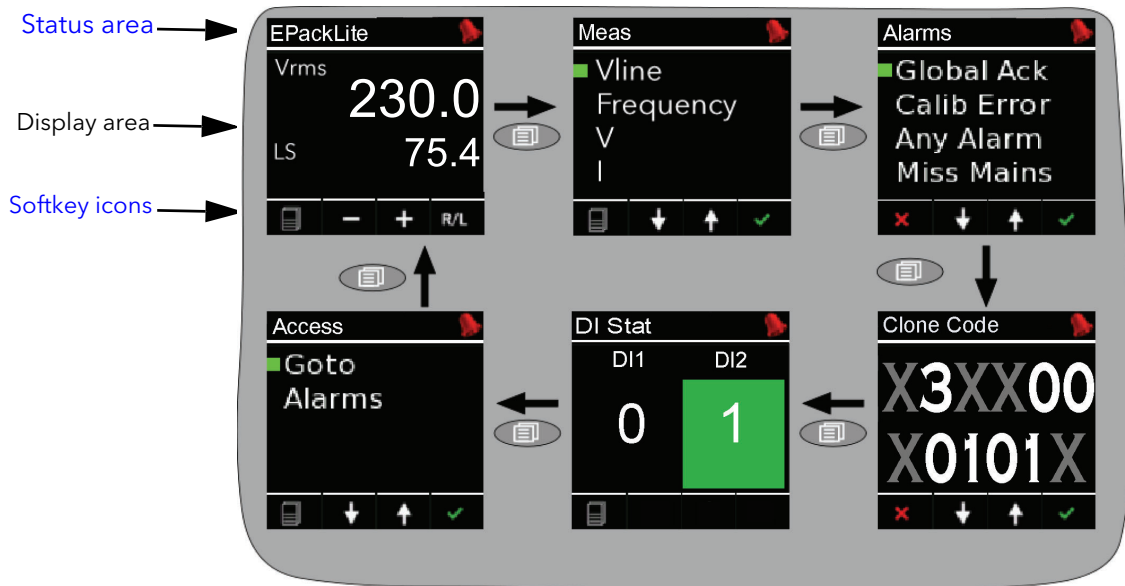 Status area
Display area
Softkey icons
EPackLite
Vrms
230.0
LS
75.4
R/L
Meas
Vline
Frequency
V
I
Alarms
Global Ack
Calib Error
Any Alarm
Miss Mains
Access
Goto
Alarms
DI Stat
DI1 DI2
0 1
Clone Code
X3XX00
X0101X